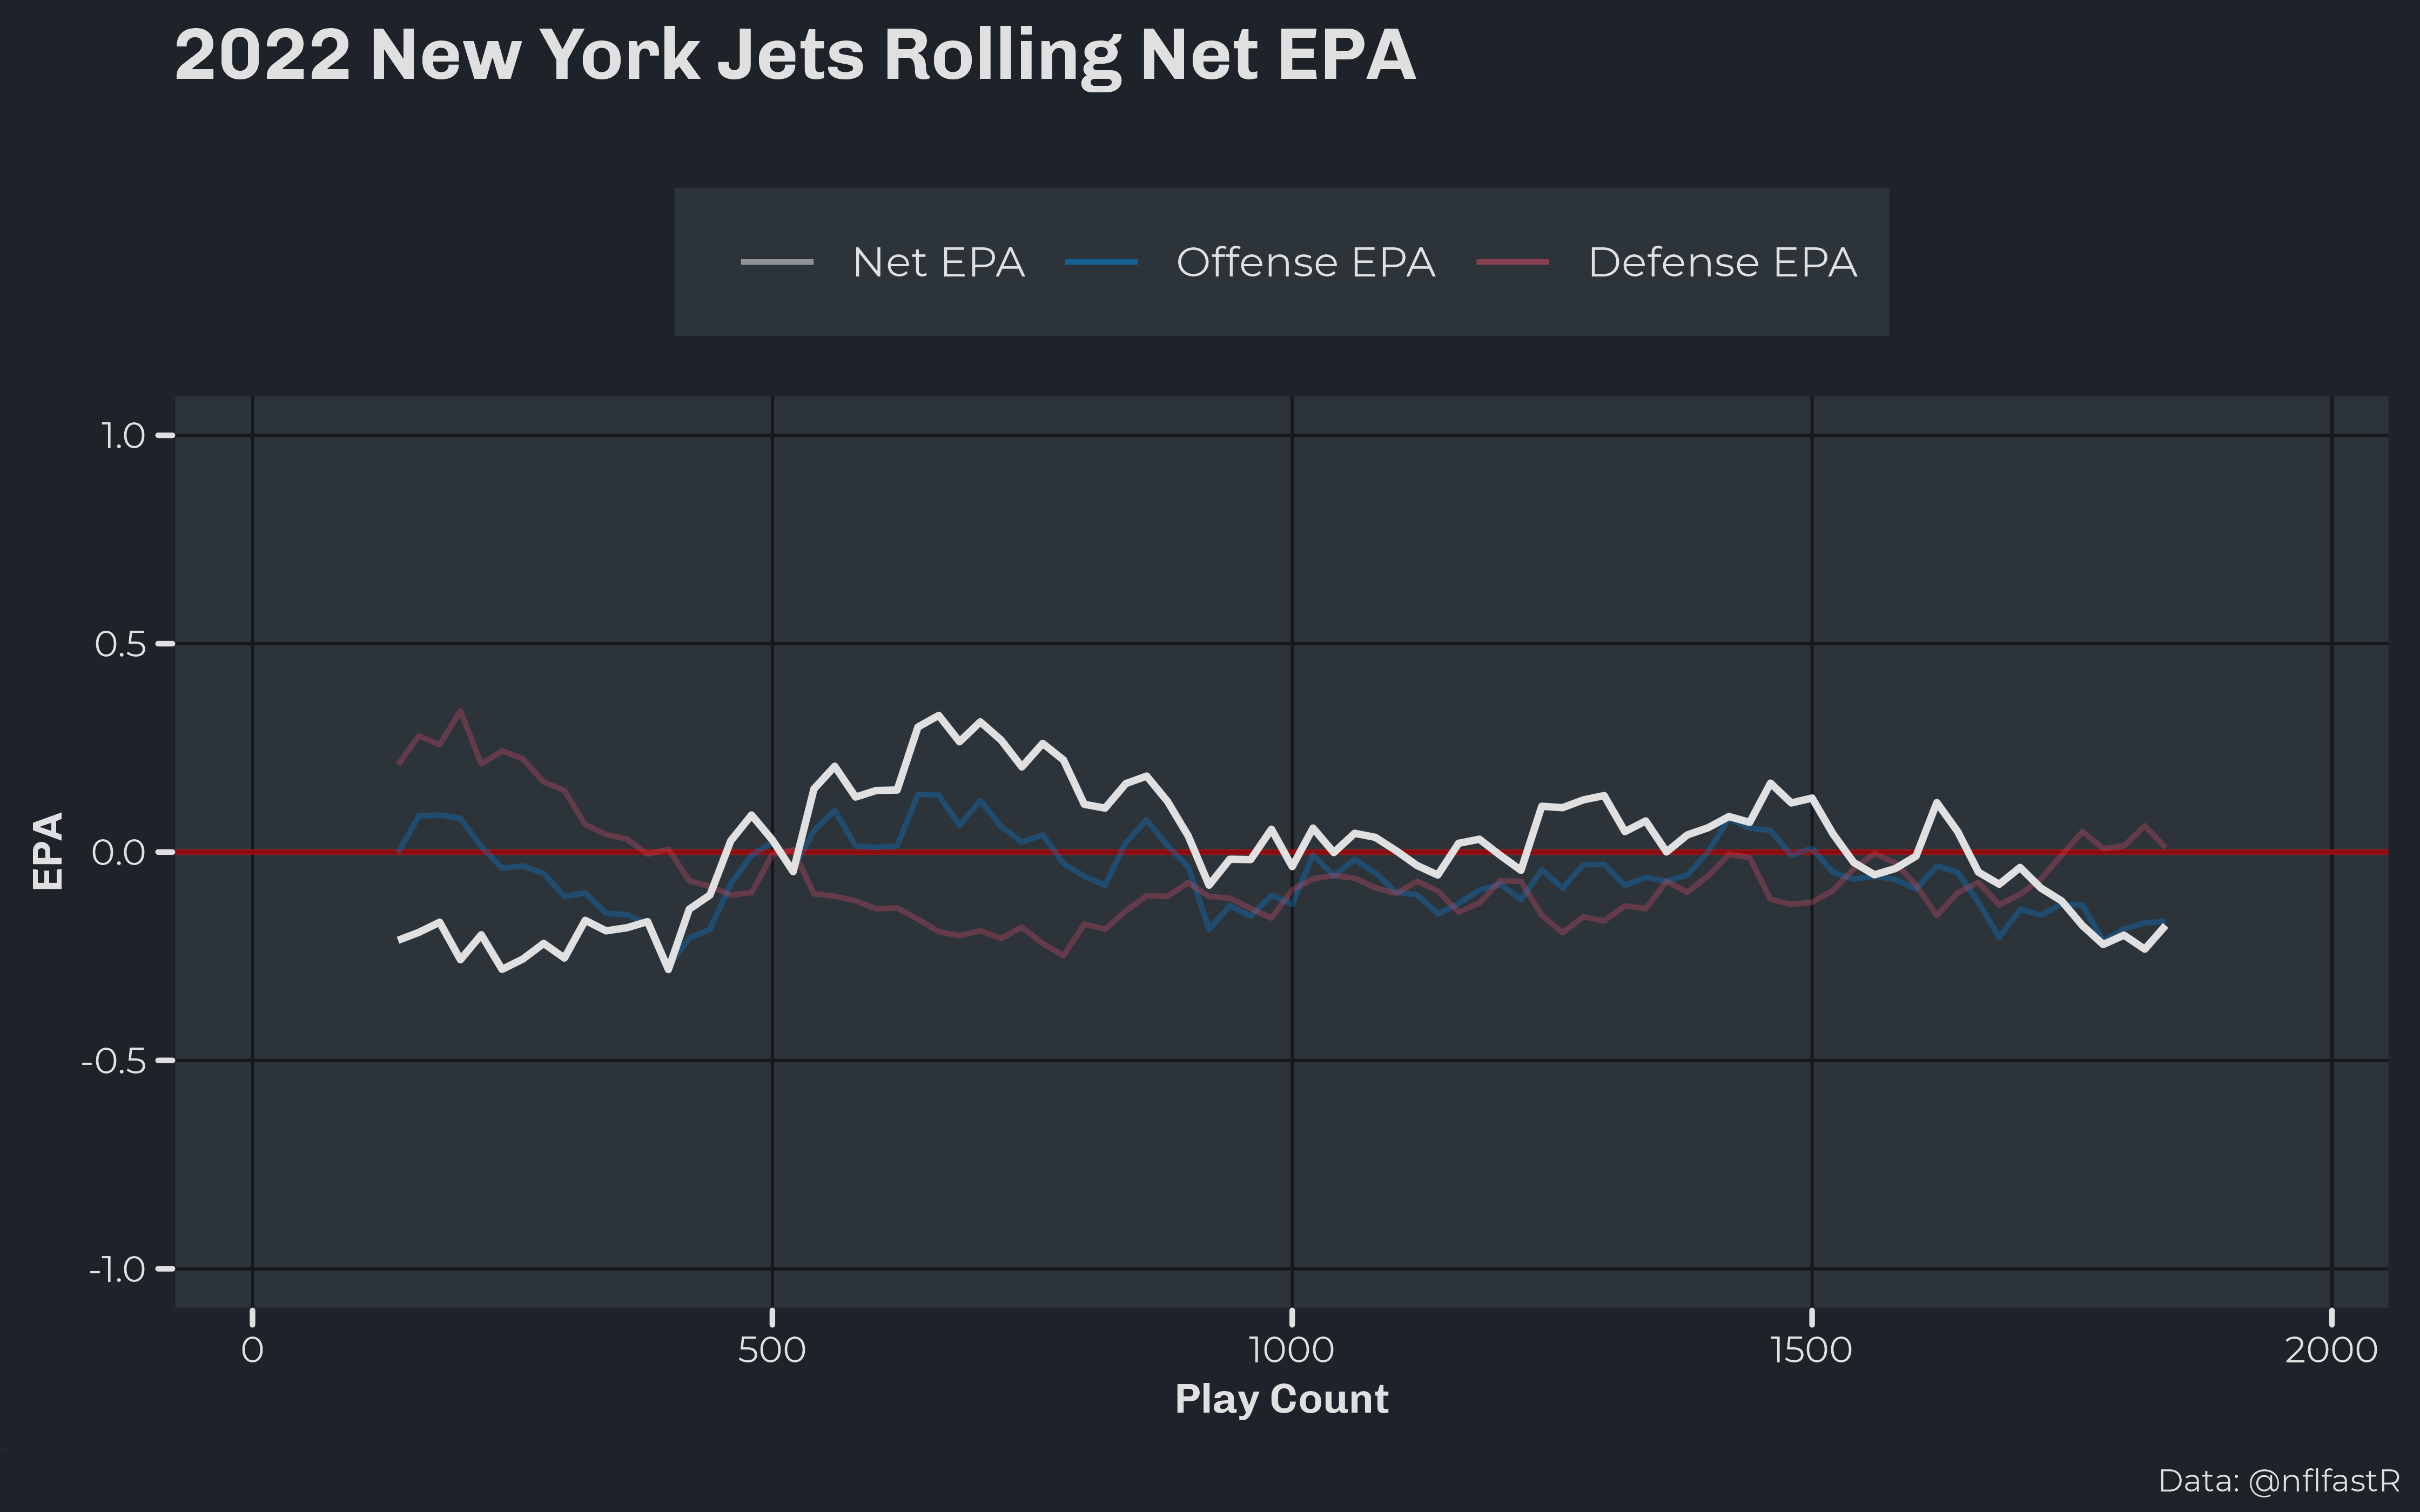 2022 New York Jets Rolling Net EPA
Net EPA Offense EPA Defense EPA
1.0
0.5
0.0
-0.5
-1.0
EPA
0 500 1000 1500 2000
Play Count
Data: @nflfastR